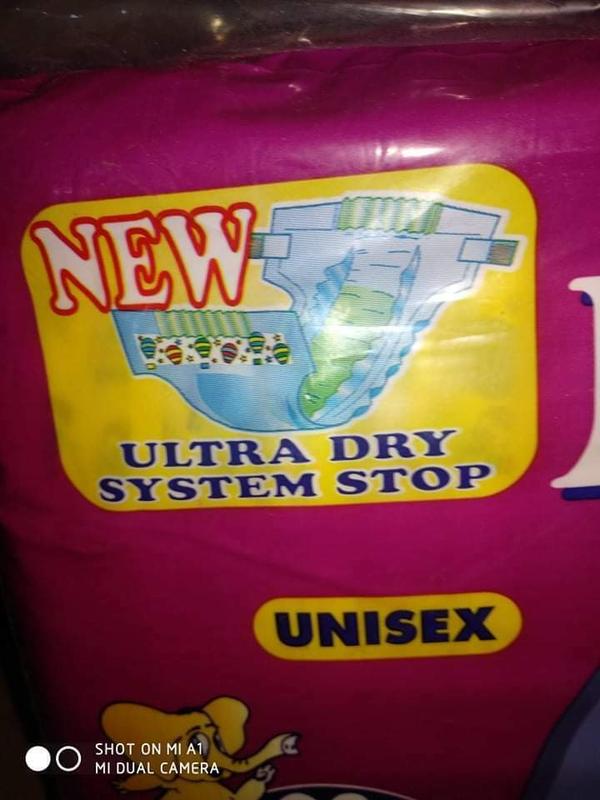 NEW
ULTRA DRY
SYSTEM STOP
UNISEX
SHOT ON MI A1
MI DUAL CAMERA